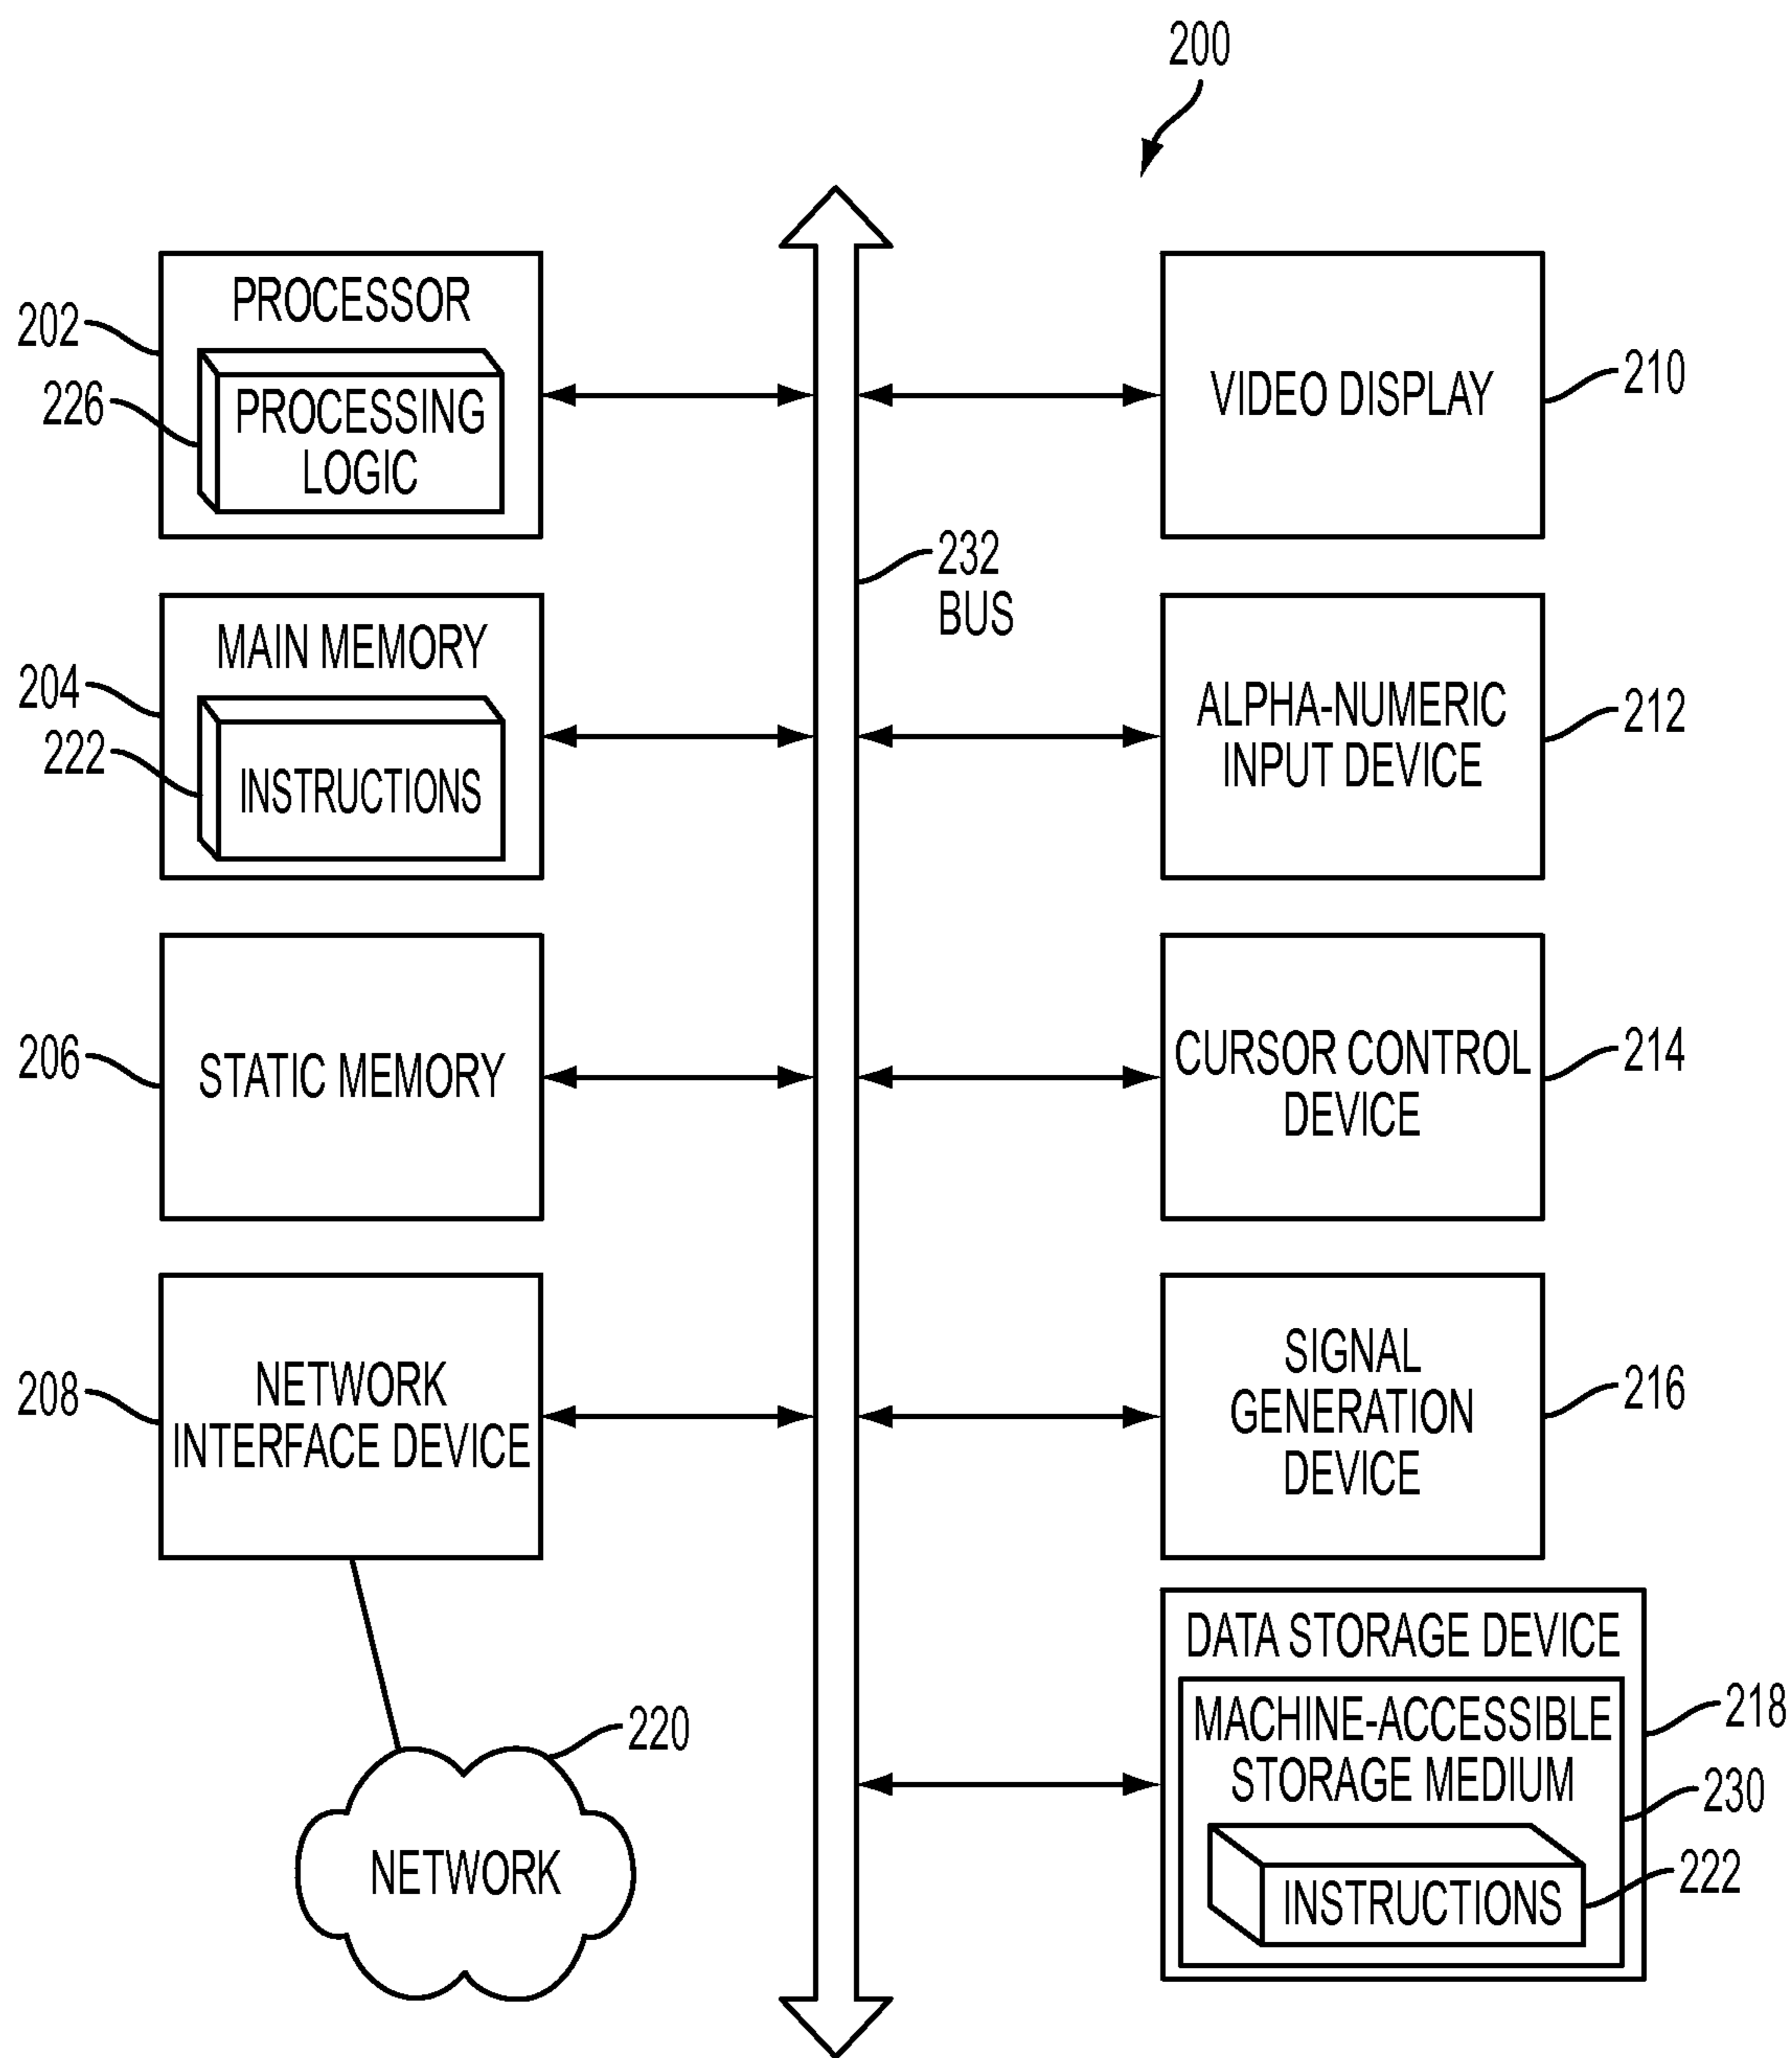 200
PROCESSOR
202
226
PROCESSING
LOGIC
VIDEO DISPLAY
210
232
BUS
MAIN MEMORY
204
222
INSTRUCTIONS
ALPHA-NUMERIC
INPUT DEVICE
212
206
STATIC MEMORY
CURSOR CONTROL
DEVICE
214
208
NETWORK
INTERFACE DEVICE
SIGNAL
GENERATION
DEVICE
216
220
NETWORK
DATA STORAGE DEVICE
MACHINE-ACCESSIBLE
STORAGE MEDIUM
218
230
INSTRUCTIONS
222